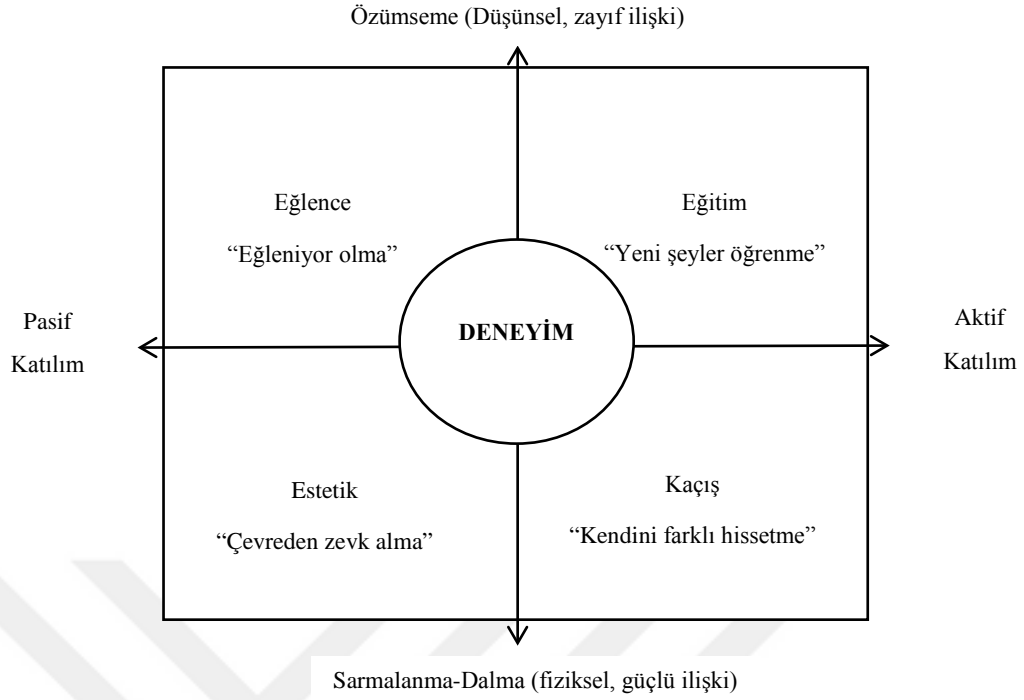 Özümseme (Düşünsel, zayıf ilişki)
Eğlence
“Eğleniyor olma”
Eğitim
“Yeni şeyler öğrenme”
Pasif
Katılım
DENEYİM
Aktif
Katılım
Estetik
“Çevreden zevk alma”
Kaçış
“Kendini farklı hissetme”
Sarmalanma-Dalma (fiziksel, güçlü ilişki)